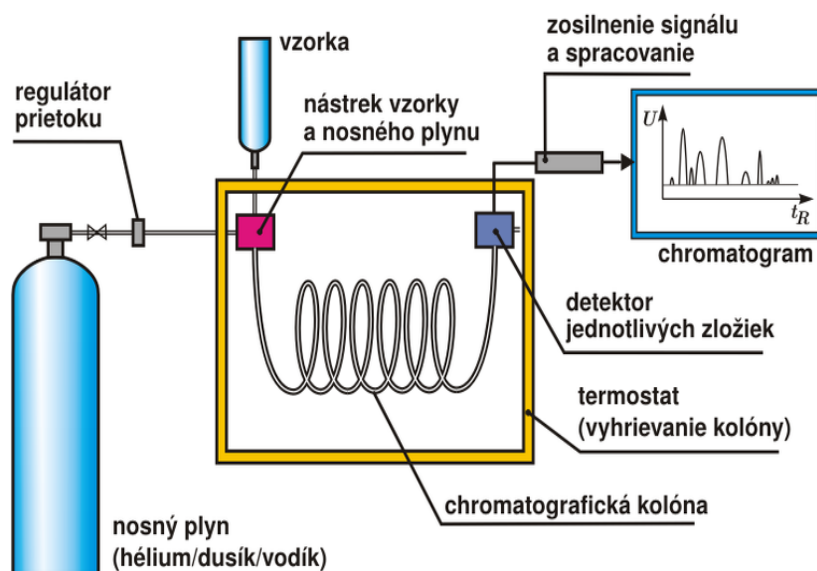 zosilnenie signálu
a spracovanie
vzorka
regulátor
prietoku
nástrek vzorky
a nosného plynu
U
t_R
chromatogram
detektor
jednotlivých zložiek
termostat
(vyhrievanie kolóny)
chromatografická kolóna
nosný plyn
(hélium/dusík/vodík)